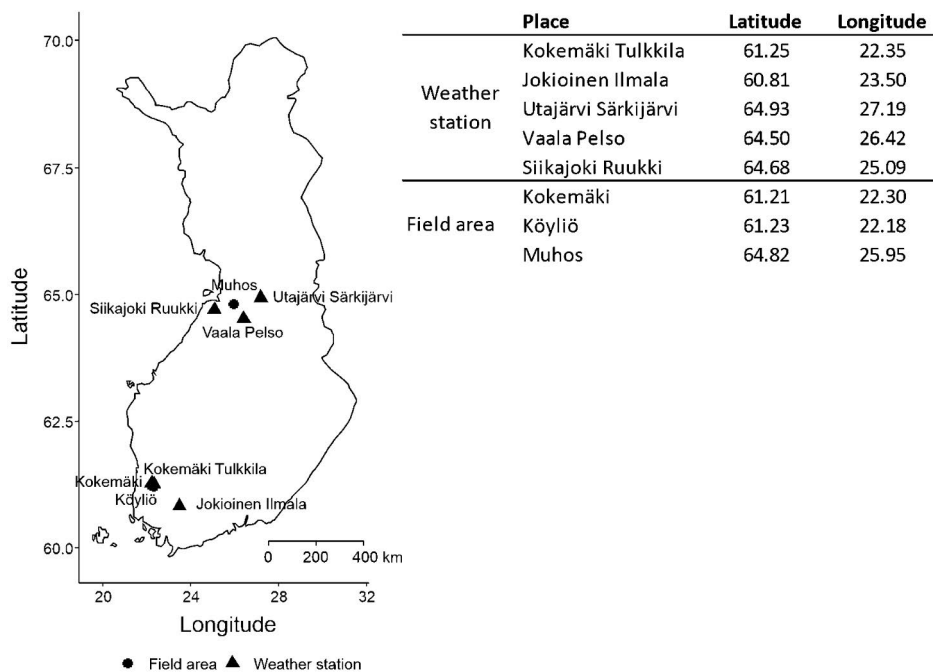 Place Latitude Longitude
Weather station
Kokemäki Tulkkila 61.25 22.35
Jokioinen Ilmala 60.81 23.50
Utajärvi Särkijärvi 64.93 27.19
Vaala Pelso 64.50 26.42
Siikajoki Ruukki 64.68 25.09
Field area
Kokemäki 61.21 22.30
Köyliö 61.23 22.18
Muhos 64.82 25.95
Latitude
70.0
67.5
65.0
62.5
60.0
Muhos
Utajärvi Särkijärvi
Siikajoki Ruukki
Vaala Pelso
Kokemäki Tulkkila
Kokemäki
Köyliö
Jokioinen Ilmala
0 200 400 km
20 24 28 32
Longitude
Field area Weather station